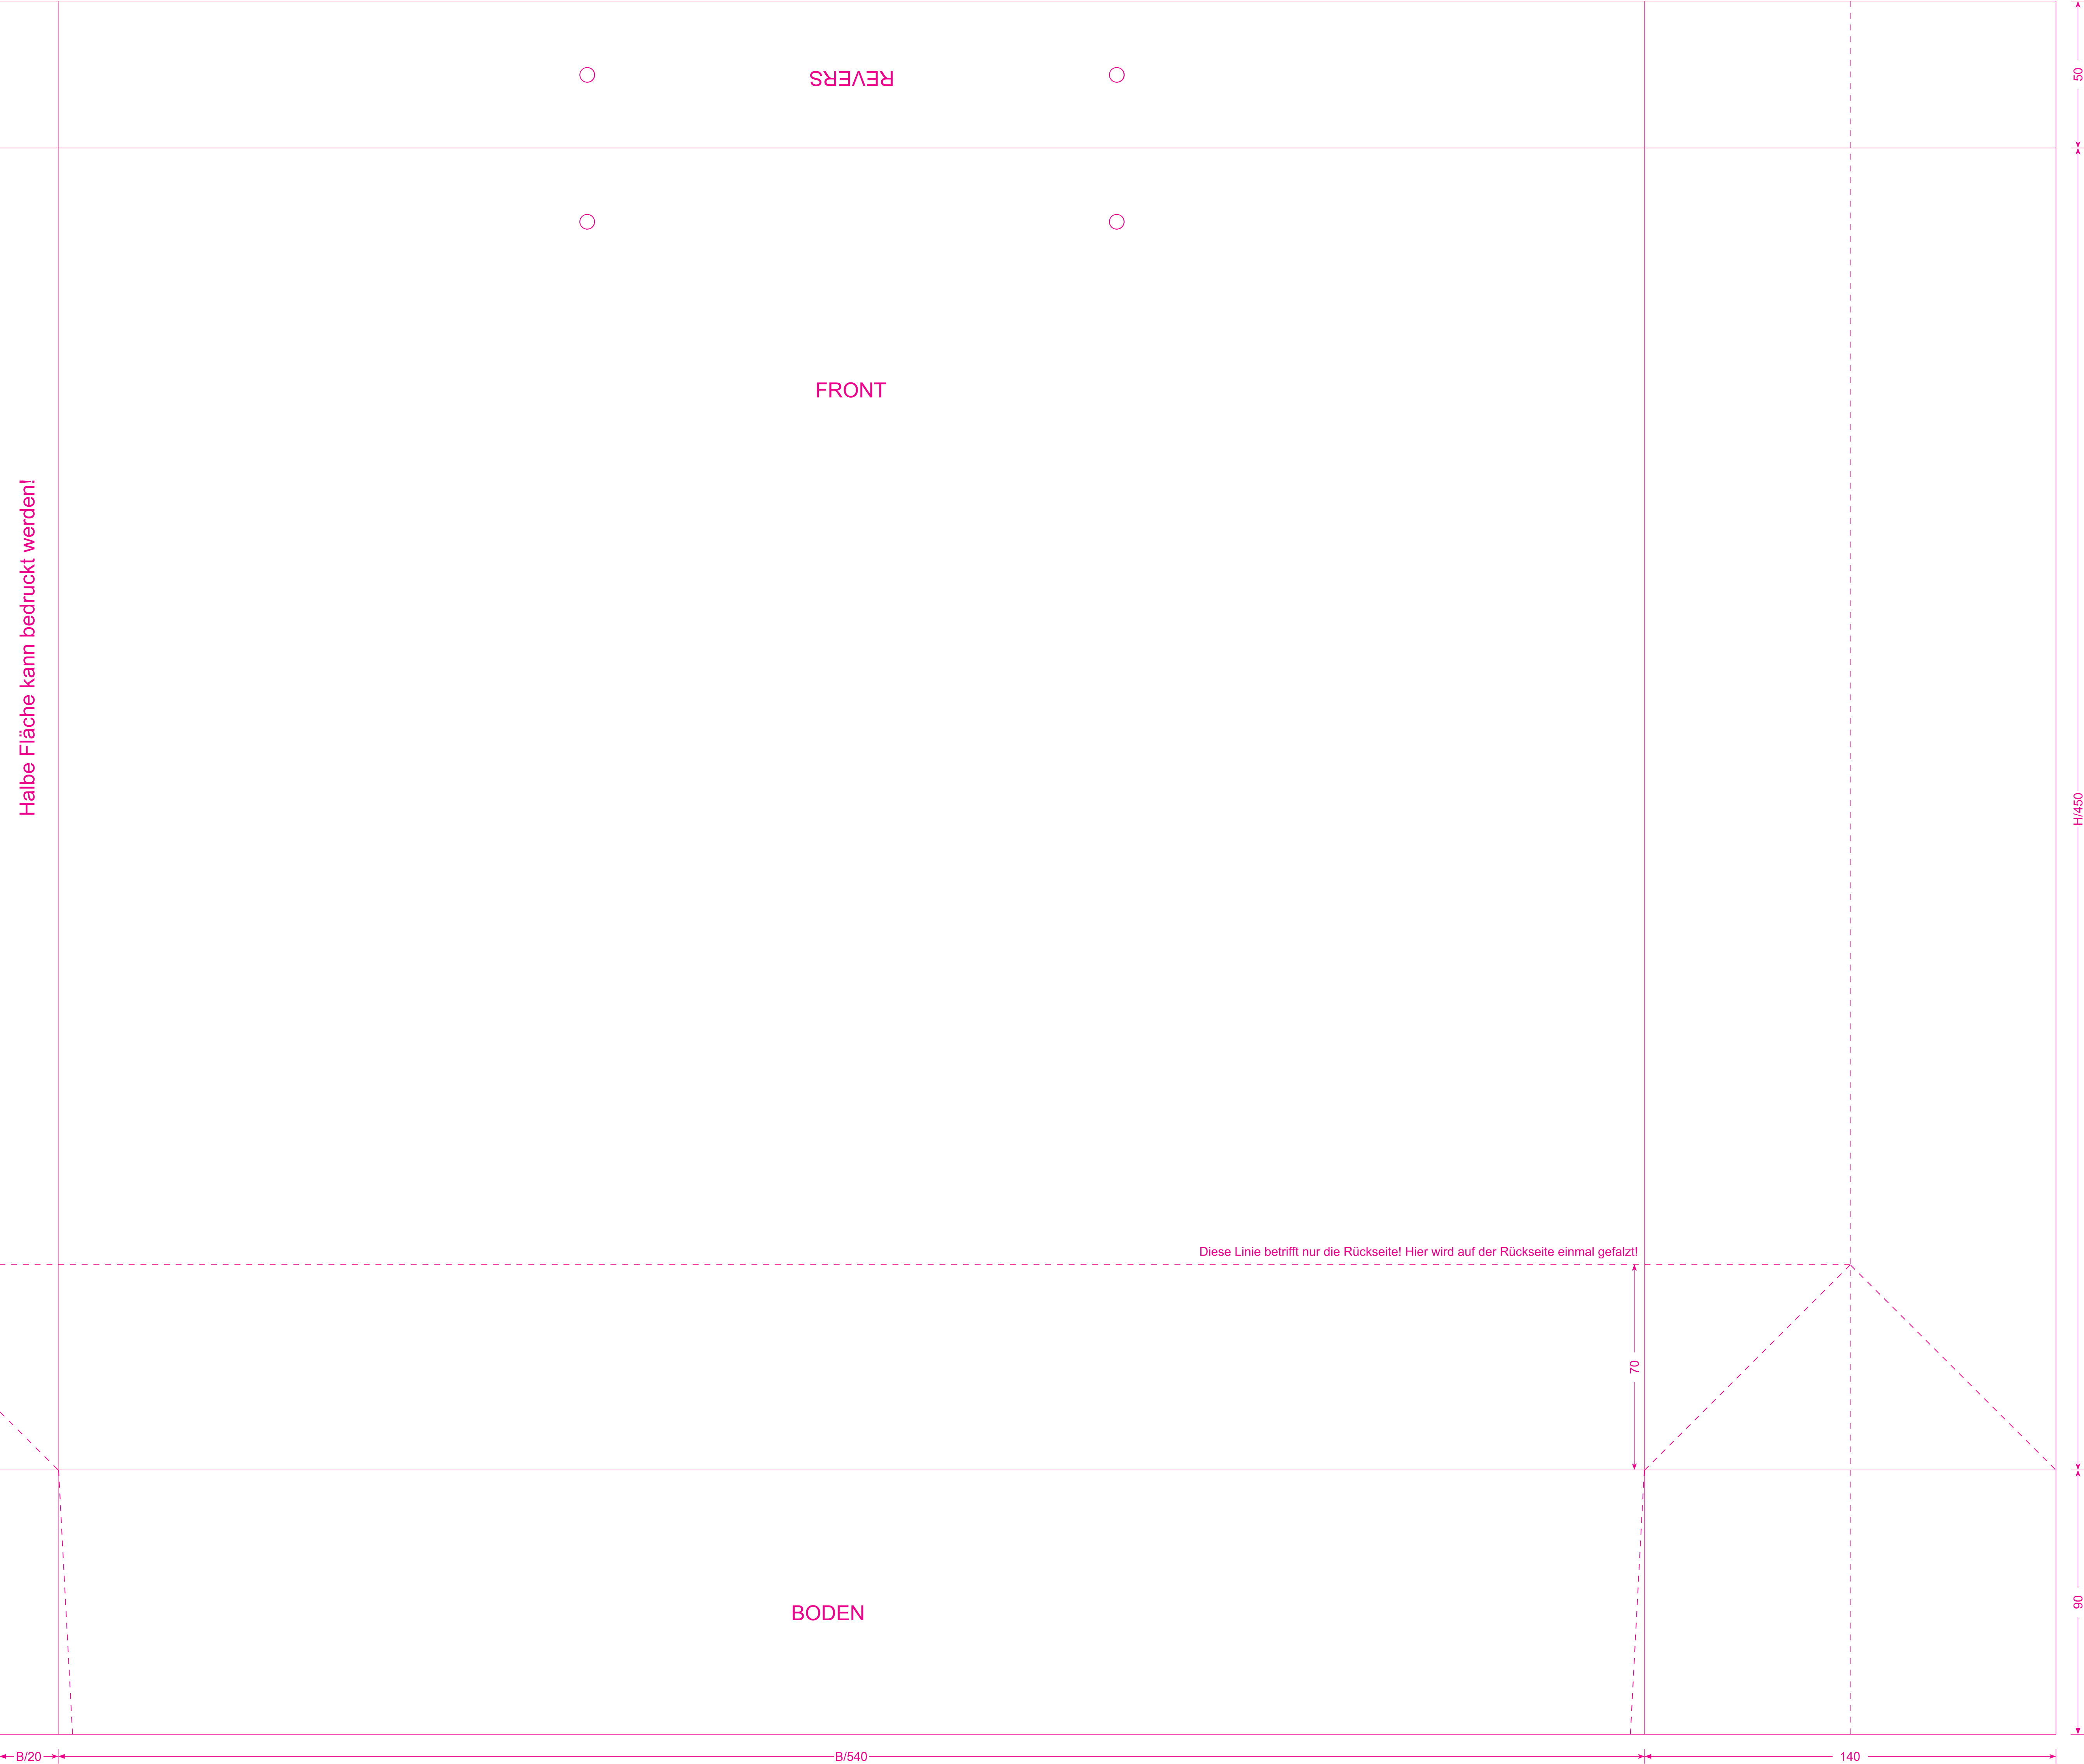 REVERS
50
FRONT
Halbe Fläche kann bedruckt werden!
H/450
Diese Linie betrifft nur die Rückseite! Hier wird auf der Rückseite einmal gefalzt!
70
BODEN
90
B/20
B/540
140